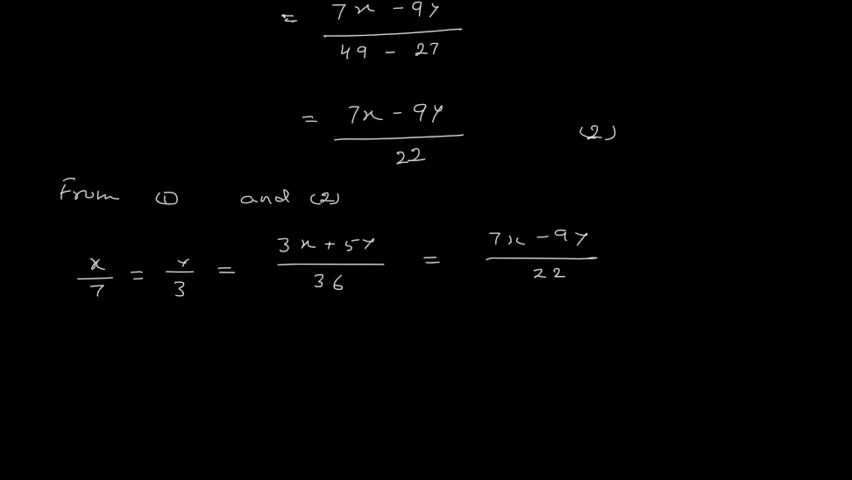 = (7x - 9y)/(49 - 27)
= (7x - 9y)/22 (2)
From (1) and (2)
x/7 = y/3 = (3x + 5y)/36 = (7x - 9y)/22